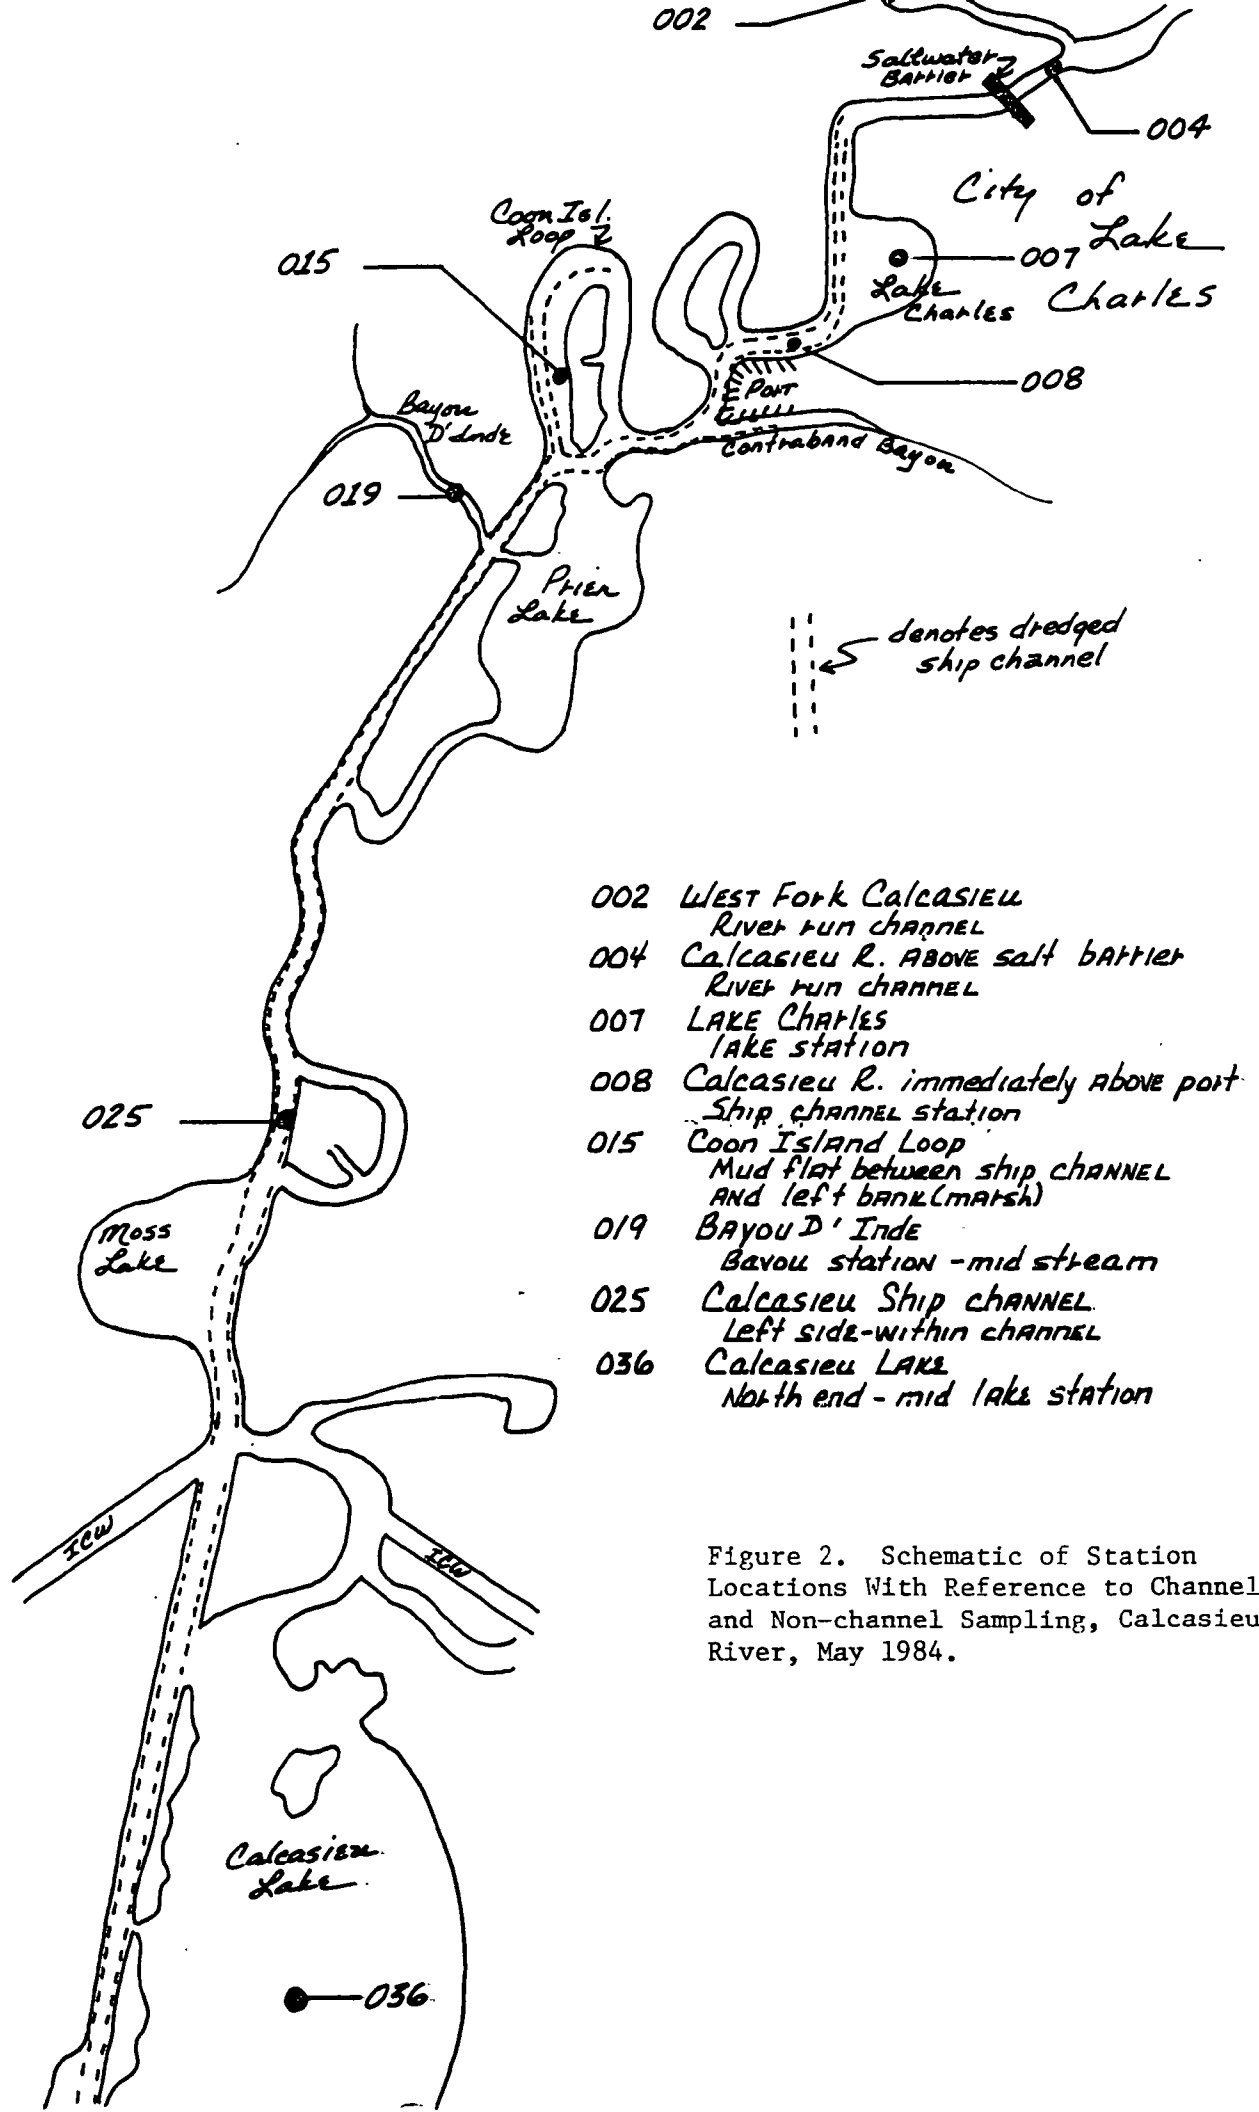 002
Saltwater
Barrier
004
City of
Lake
Charles
Coon Isl.
Loop
015
007
Lake
Charles
008
Port
Contraband Bayou
Bayou
D'Inde
019
Prien
Lake
denotes dredged
ship channel
002 West Fork Calcasieu
River run channel
004 Calcasieu R. Above salt barrier
River run channel
007 Lake Charles
lake station
008 Calcasieu R. immediately above port
Ship channel station
015 Coon Island Loop
Mud flat between ship channel
and left bank (marsh)
019 Bayou D'Inde
Bayou station - mid stream
025 Calcasieu Ship channel
Left side-within channel
036 Calcasieu Lake
North end - mid lake station
025
Moss
Lake
ICW
ICW
Figure 2. Schematic of Station
Locations With Reference to Channel
and Non-channel Sampling, Calcasieu
River, May 1984.
Calcasieu
Lake
036